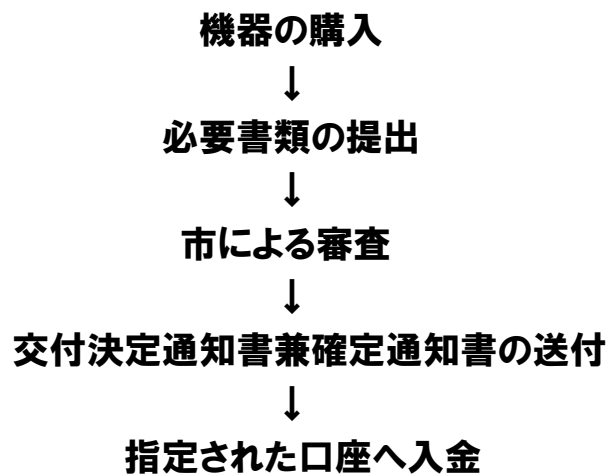 機器の購入
↓
必要書類の提出
↓
市による審査
↓
交付決定通知書兼確定通知書の送付
↓
指定された口座へ入金